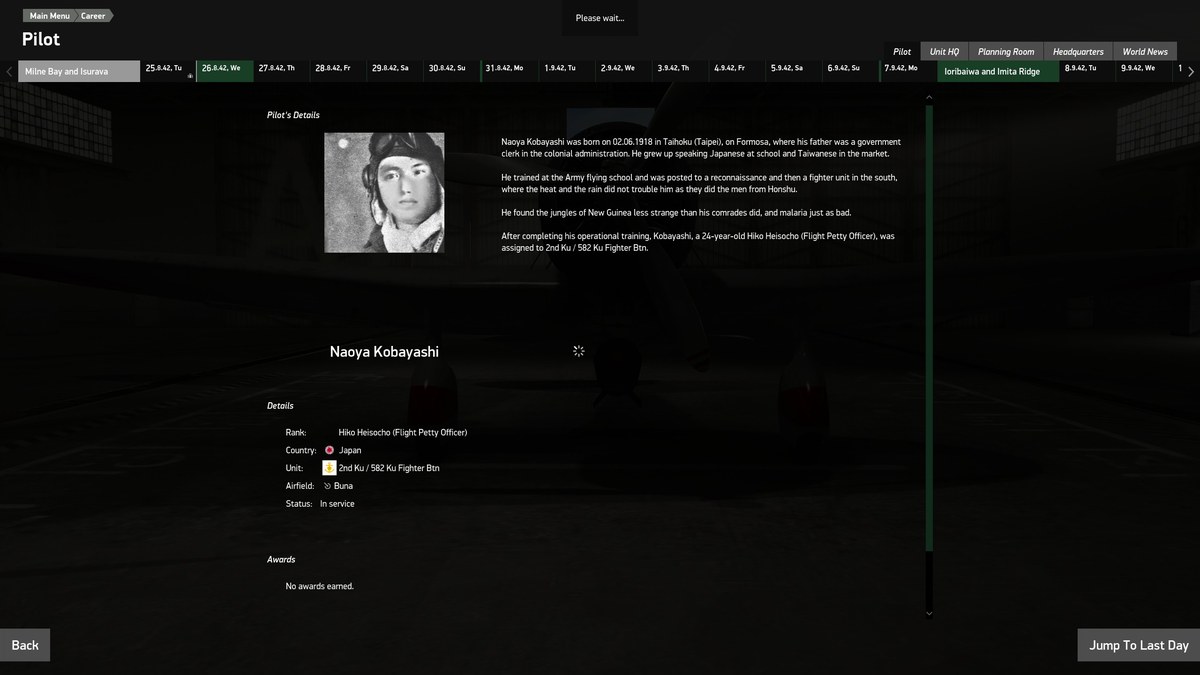 Main Menu
Career
Please wait...
Pilot
Pilot
Unit HQ
Planning Room
Headquarters
World News
Milne Bay and Isurava
25.8.42, Tu
26.8.42, We
27.8.42, Th
28.8.42, Fr
29.8.42, Sa
30.8.42, Su
31.8.42, Mo
1.9.42, Tu
2.9.42, We
3.9.42, Th
4.9.42, Fr
5.9.42, Sa
6.9.42, Su
7.9.42, Mo
Ioribaiwa and Imita Ridge
8.9.42, Tu
9.9.42, We
1
Pilot's Details
Naoya Kobayashi was born on 02.06.1918 in Taihoku (Taipei), on Formosa, where his father was a government
clerk in the colonial administration. He grew up speaking Japanese at school and Taiwanese in the market.
He trained at the Army flying school and was posted to a reconnaissance and then a fighter unit in the south,
where the heat and the rain did not trouble him as they did the men from Honshu.
He found the jungles of New Guinea less strange than his comrades did, and malaria just as bad.
After completing his operational training, Kobayashi, a 24-year-old Hiko Heisocho (Flight Petty Officer), was
assigned to 2nd Ku / 582 Ku Fighter Btn.
Naoya Kobayashi
Details
Rank: Hiko Heisocho (Flight Petty Officer)
Country: Japan
Unit: 2nd Ku / 582 Ku Fighter Btn
Airfield: Buna
Status: In service
Awards
No awards earned.
Back
Jump To Last Day